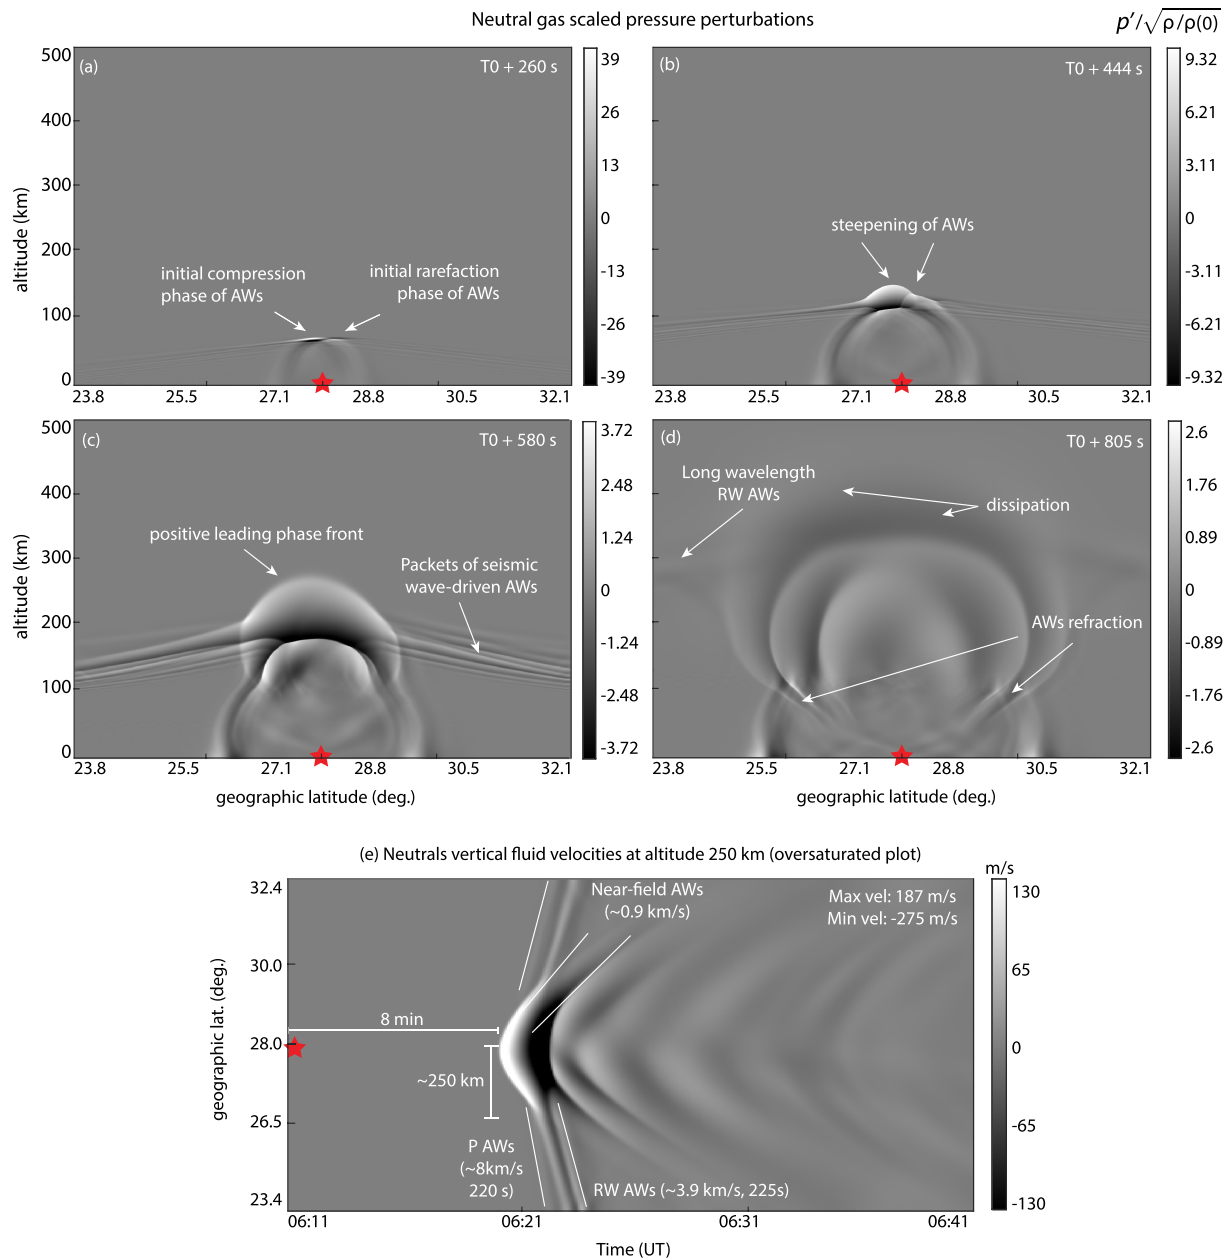 Neutral gas scaled pressure perturbations
p′/√ρ/ρ(0)
(a)
T0 + 260 s
500
400
300
200
100
0
altitude (km)
initial compression
phase of AWs
initial rarefaction
phase of AWs
23.8 25.5 27.1 28.8 30.5 32.1
39
26
13
0
-13
-26
-39
(b)
T0 + 444 s
steepening of AWs
23.8 25.5 27.1 28.8 30.5 32.1
9.32
6.21
3.11
0
-3.11
-6.21
-9.32
(c)
T0 + 580 s
500
400
300
200
100
0
altitude (km)
positive leading phase front
Packets of seismic
wave-driven AWs
23.8 25.5 27.1 28.8 30.5 32.1
geographic latitude (deg.)
3.72
2.48
1.24
0
-1.24
-2.48
-3.72
(d)
T0 + 805 s
Long wavelength
RW AWs
dissipation
AWs refraction
23.8 25.5 27.1 28.8 30.5 32.1
geographic latitude (deg.)
2.6
1.76
0.89
0
-0.89
-1.76
-2.6
(e) Neutrals vertical fluid velocities at altitude 250 km (oversaturated plot)
m/s
32.4
30.0
28.0
26.5
23.4
geographic lat. (deg.)
Near-field AWs
(~0.9 km/s)
Max vel: 187 m/s
Min vel: -275 m/s
8 min
~250 km
P AWs
(~8km/s
220 s)
RW AWs (~3.9 km/s, 225s)
06:11 06:21 06:31 06:41
Time (UT)
130
65
0
-65
-130